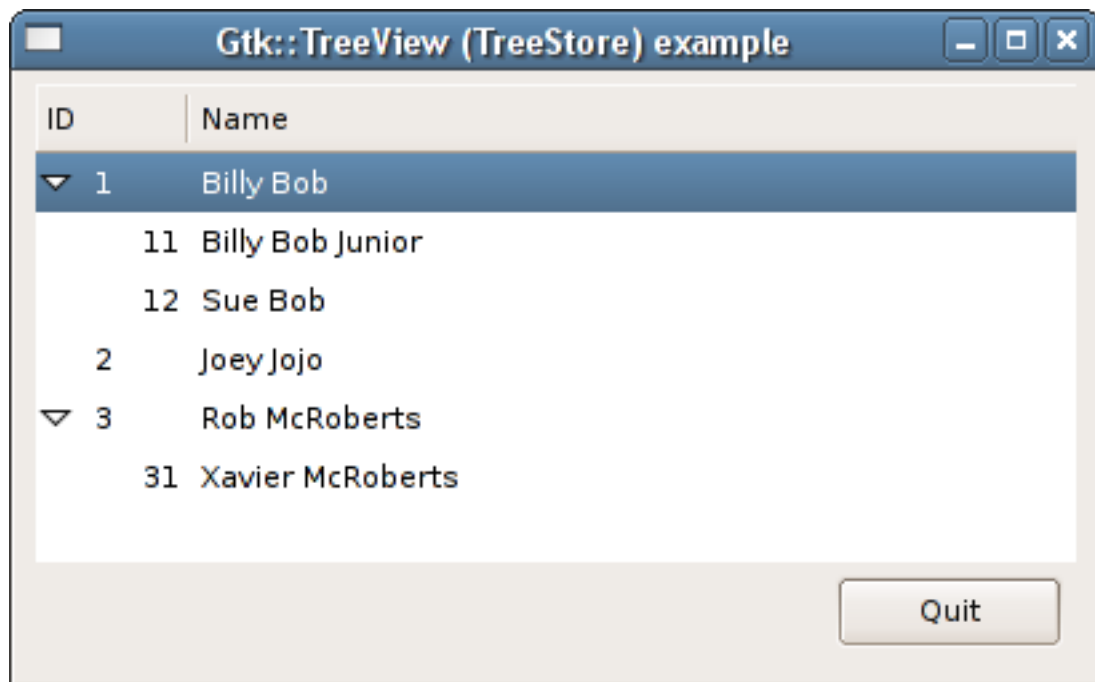 Gtk::TreeView (TreeStore) example
ID Name
1 Billy Bob
11 Billy Bob Junior
12 Sue Bob
2 Joey Jojo
3 Rob McRoberts
31 Xavier McRoberts
Quit